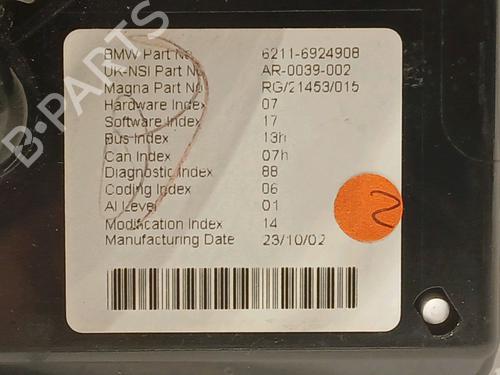 BMW Part No 6211-6924908
UK-NSI Part No AR-0039-002
Magna Part No RG/21453/015
Hardware Index 07
Software Index 17
Bus Index 13h
Can Index 07h
Diagnostic Index 88
Coding Index 06
AI Level 01
Modification Index 14
Manufacturing Date 23/10/02
2
B-PARTS